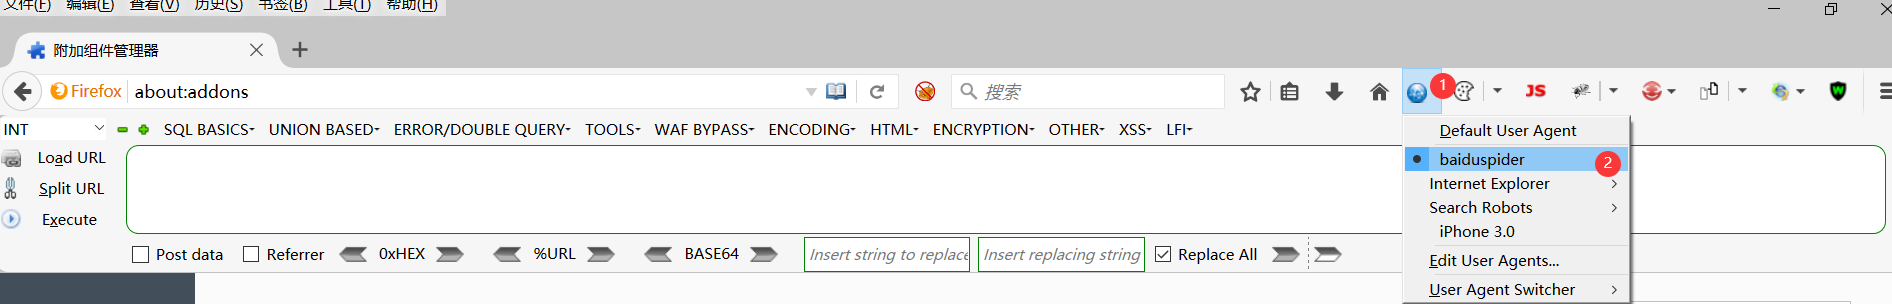 文件(F) 编辑(E) 查看(V) 历史(S) 书签(B) 工具(T) 帮助(H)
附加组件管理器
Firefox about:addons 搜索 1 JS W
INT SQL BASICS UNION BASED ERROR/DOUBLE QUERY TOOLS WAF BYPASS ENCODING HTML ENCRYPTION OTHER XSS LFI
Load URL
Split URL
Execute
Post data Referrer 0xHEX %URL BASE64 Insert string to replace Insert replacing string Replace All
Default User Agent
baiduspider 2
Internet Explorer
Search Robots
iPhone 3.0
Edit User Agents...
User Agent Switcher